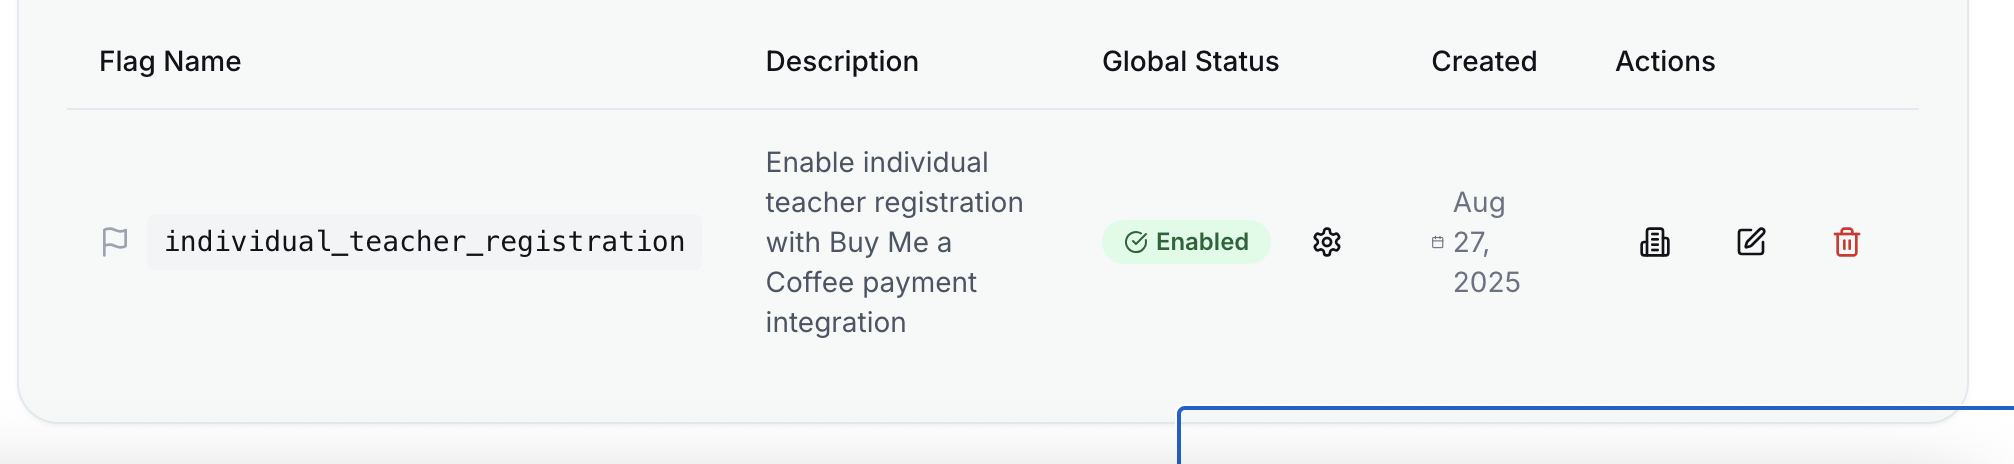 Flag Name Description Global Status Created Actions
individual_teacher_registration
Enable individual
teacher registration
with Buy Me a
Coffee payment
integration
Enabled
Aug
27,
2025